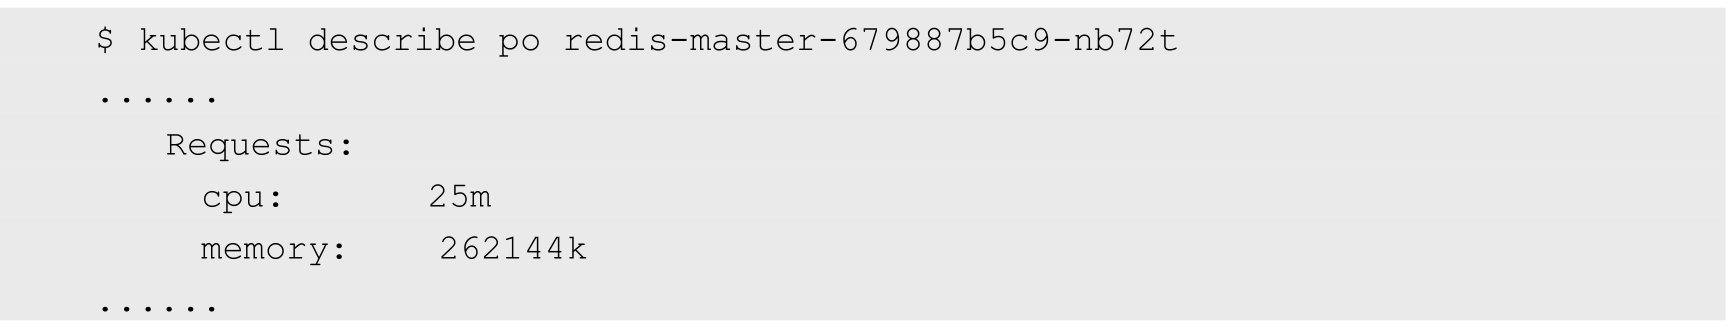 $ kubectl describe po redis-master-679887b5c9-nb72t
......
Requests:
cpu: 25m
memory: 262144k
......